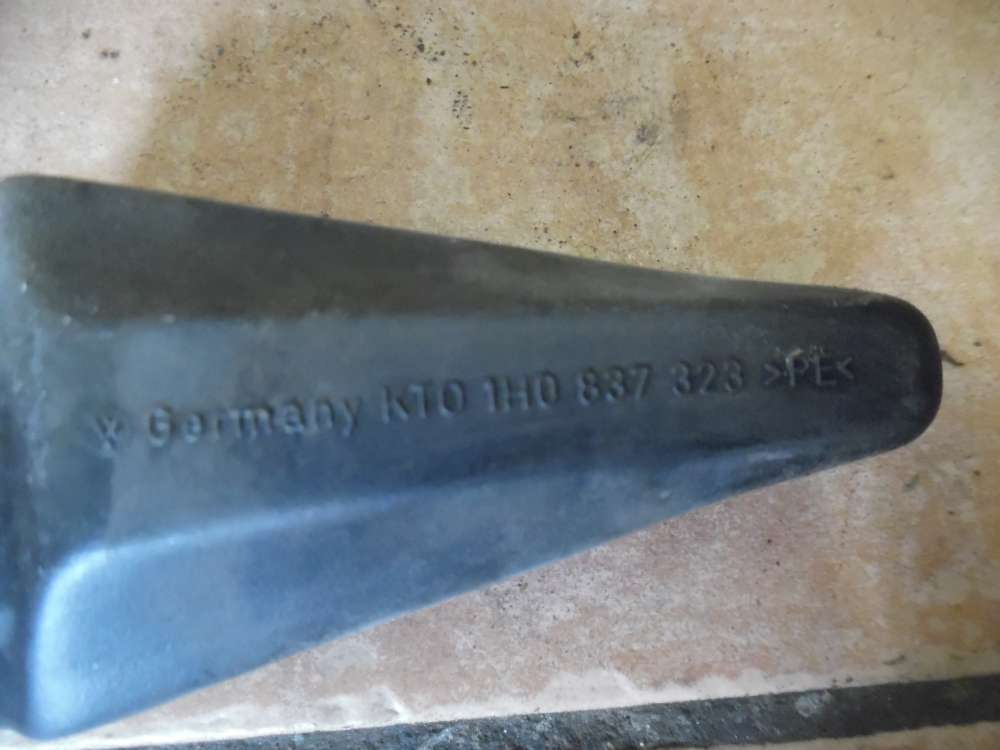 Germany KTO 1H0 837 323 >PE<